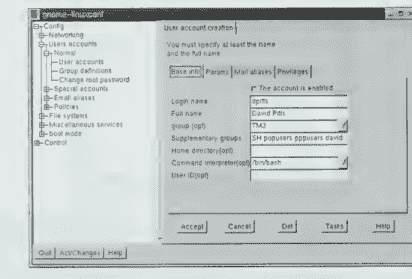 gnome-linuxconf
Config
Networking
Users accounts
Normal
User accounts
Group definitions
Change root password
Special accounts
Email aliases
Policies
File systems
Miscellaneous services
boot mode
Control
User account creation
You must specify at least the name
and the full name
Base info Params Mail aliases Privileges
The account is enabled
Login name
Full name David Pitts
group (opt)
Supplementary groups SH popusers pppusers david
Home directory(opt)
Command interpreter(opt) /bin/bash
User ID(opt)
Accept Cancel Del Tasks Help
Quit Act/Changes Help